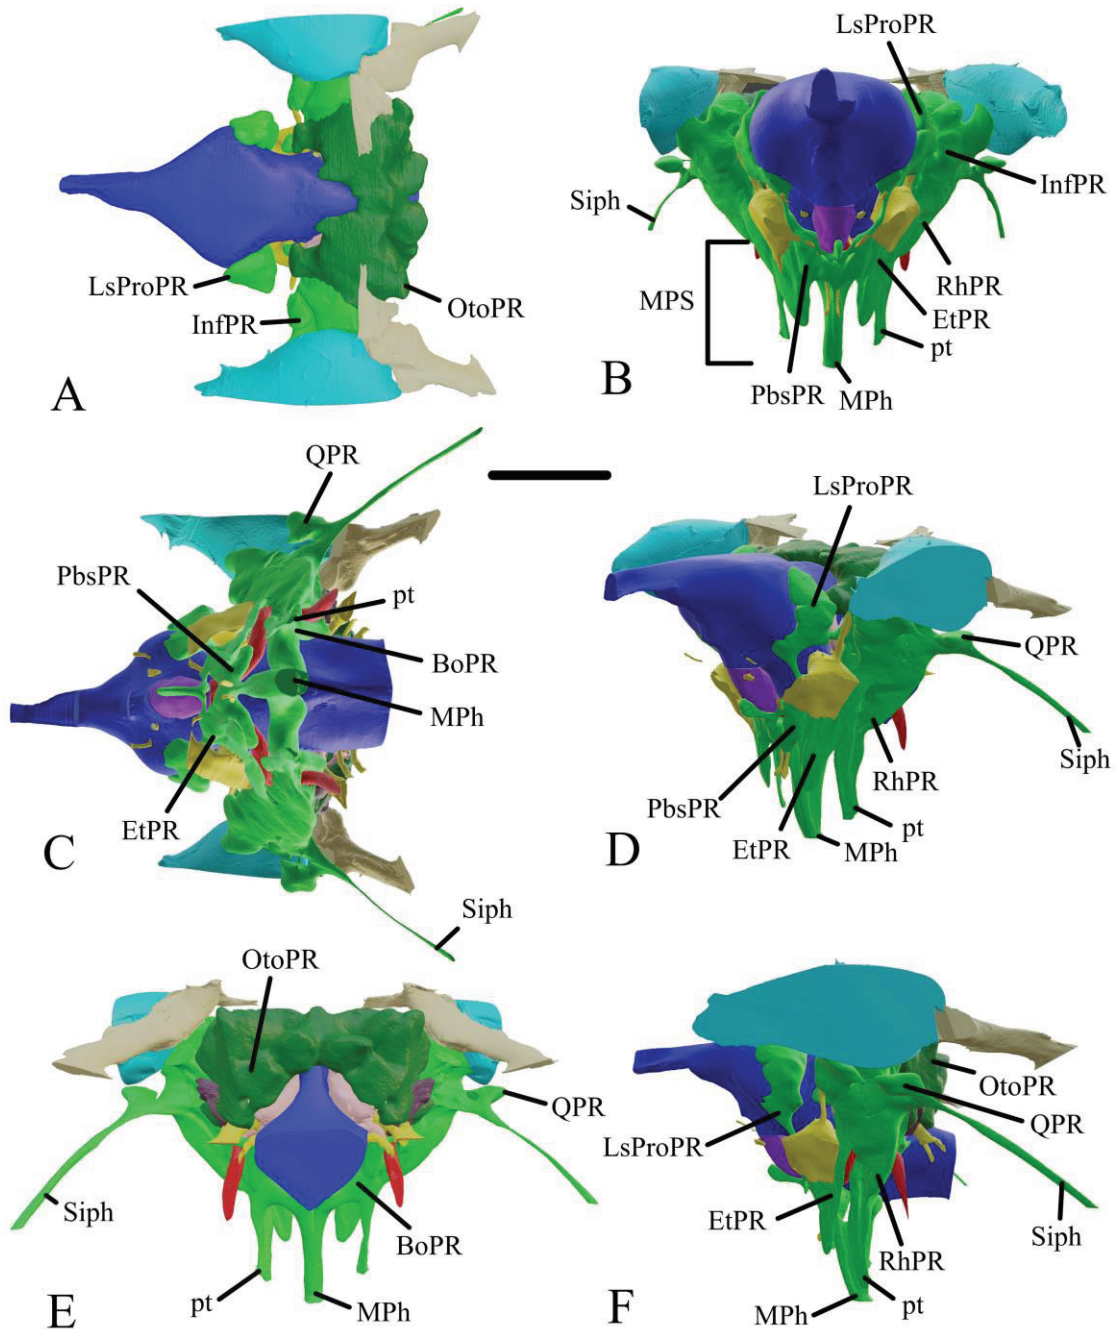 LsProPR
InfPR
OtoPR
A
LsProPR
InfPR
Siph
MPS
RhPR
EtPR
pt
PbsPR
MPh
B
QPR
PbsPR
pt
BoPR
MPh
EtPR
C
Siph
LsProPR
QPR
Siph
RhPR
PbsPR
EtPR
pt
MPh
D
OtoPR
QPR
Siph
BoPR
pt
MPh
E
OtoPR
QPR
LsProPR
EtPR
Siph
RhPR
pt
MPh
F